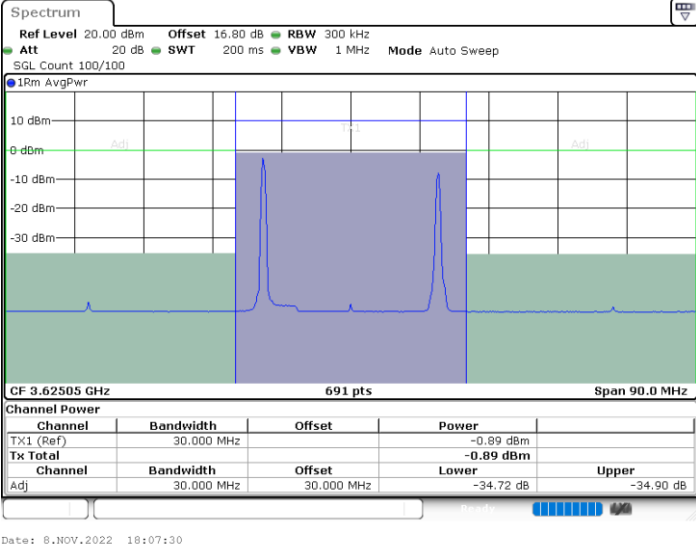 Spectrum
Ref Level 20.00 dBm Offset 16.80 dB RBW 300 kHz
Att 20 dB SWT 200 ms VBW 1 MHz Mode Auto Sweep
SGL Count 100/100
1Rm AvgPwr
10 dBm
TX1
Adj
Adj
0 dBm
-10 dBm
-20 dBm
-30 dBm
CF 3.62505 GHz 691 pts Span 90.0 MHz
Channel Power
Channel Bandwidth Offset Power
TX1 (Ref) 30.000 MHz -0.89 dBm
Tx Total -0.89 dBm
Channel Bandwidth Offset Lower Upper
Adj 30.000 MHz 30.000 MHz -34.72 dB -34.90 dB
Ready
Date: 8.NOV.2022 18:07:30